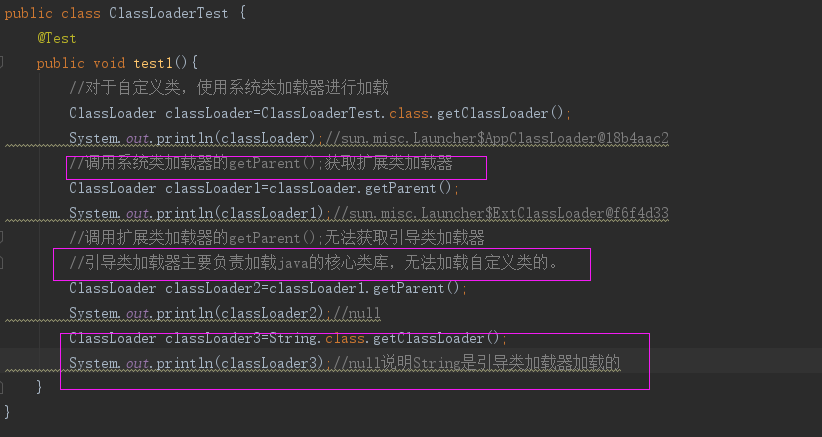 public class ClassLoaderTest {
@Test
public void test1(){
//对于自定义类，使用系统类加载器进行加载
ClassLoader classLoader=ClassLoaderTest.class.getClassLoader();
System.out.println(classLoader);//sun.misc.Launcher$AppClassLoader@18b4aac2
//调用系统类加载器的getParent();获取扩展类加载器
ClassLoader classLoader1=classLoader.getParent();
System.out.println(classLoader1);//sun.misc.Launcher$ExtClassLoader@f6f4d33
//调用扩展类加载器的getParent();无法获取引导类加载器
//引导类加载器主要负责加载java的核心类库，无法加载自定义类的。
ClassLoader classLoader2=classLoader1.getParent();
System.out.println(classLoader2);//null
ClassLoader classLoader3=String.class.getClassLoader();
System.out.println(classLoader3);//null说明String是引导类加载器加载的
}
}